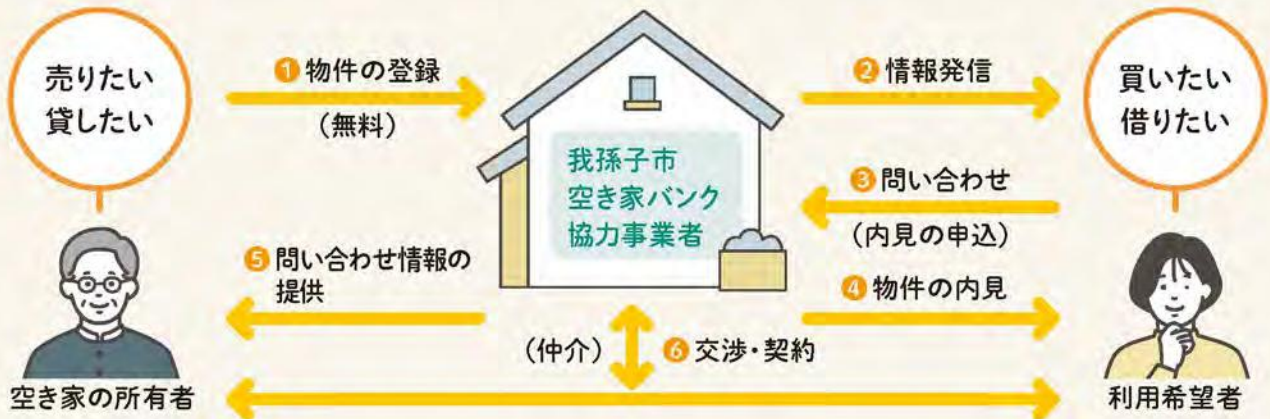 売りたい
貸したい
❶物件の登録
(無料)
我孫子市
空き家バンク
協力事業者
❷情報発信
買いたい
借りたい
❸問い合わせ
(内見の申込)
❹物件の内見
❺問い合わせ情報の
提供
(仲介)
❻交渉・契約
空き家の所有者
利用希望者